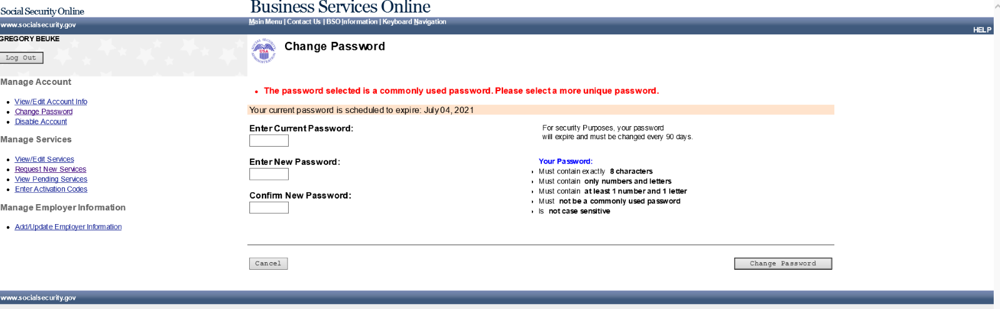 Social Security Online
Business Services Online
www.socialsecurity.gov
Main Menu | Contact Us | BSO Information | Keyboard Navigation
HELP
GREGORY BEUKE
Log Out
SOCIAL SECURITY ADMINISTRATION
USA
Change Password
Manage Account
View/Edit Account Info
Change Password
Disable Account
Manage Services
View/Edit Services
Request New Services
View Pending Services
Enter Activation Codes
Manage Employer Information
Add/Update Employer Information
The password selected is a commonly used password. Please select a more unique password.
Your current password is scheduled to expire: July 04, 2021
Enter Current Password:
Enter New Password:
Confirm New Password:
For security Purposes, your password
will expire and must be changed every 90 days.
Your Password:
Must contain exactly 8 characters
Must contain only numbers and letters
Must contain at least 1 number and 1 letter
Must not be a commonly used password
Is not case sensitive
Cancel
Change Password
www.socialsecurity.gov